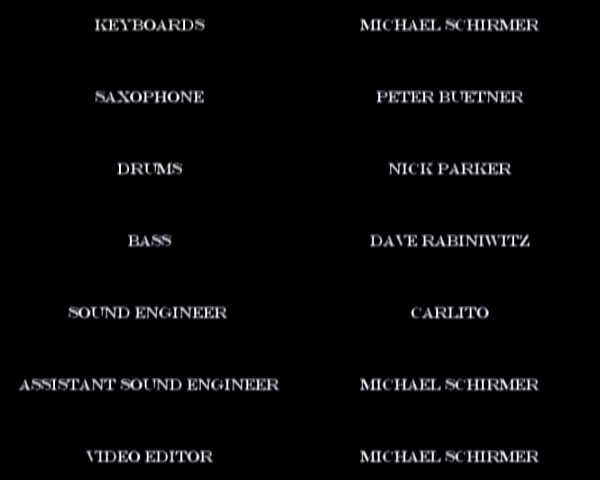 KEYBOARDS MICHAEL SCHIRMER
SAXOPHONE PETER BUETNER
DRUMS NICK PARKER
BASS DAVE RABINIWITZ
SOUND ENGINEER CARLITO
ASSISTANT SOUND ENGINEER MICHAEL SCHIRMER
VIDEO EDITOR MICHAEL SCHIRMER